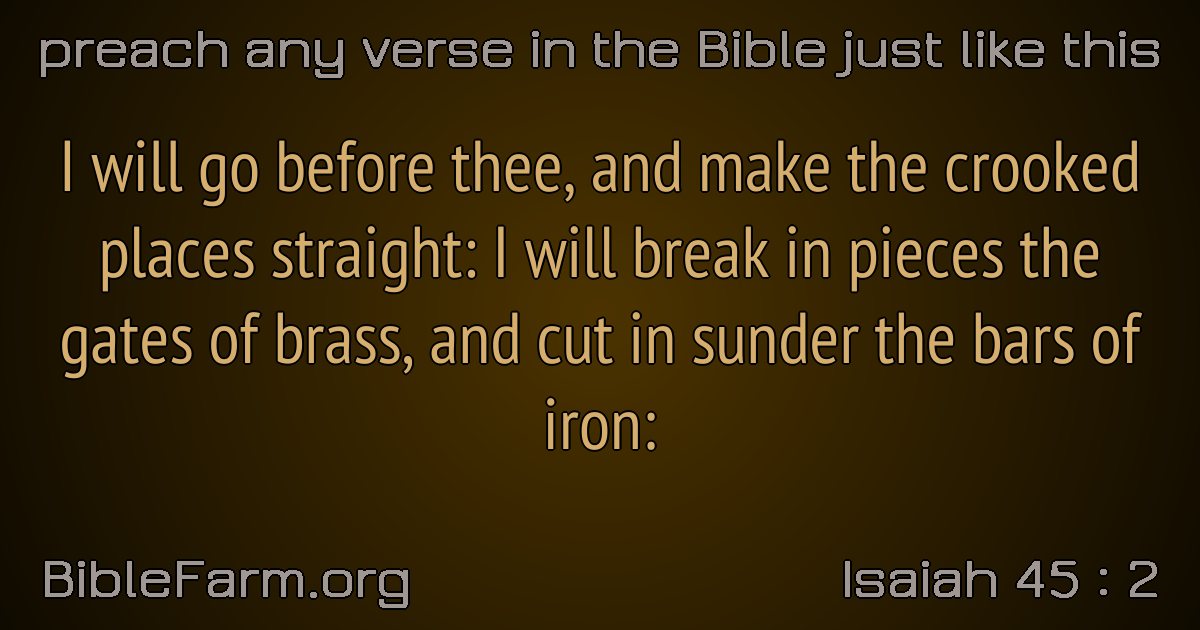 preach any verse in the Bible just like this
I will go before thee, and make the crooked
places straight: I will break in pieces the
gates of brass, and cut in sunder the bars of
iron:
BibleFarm.org
Isaiah 45 : 2